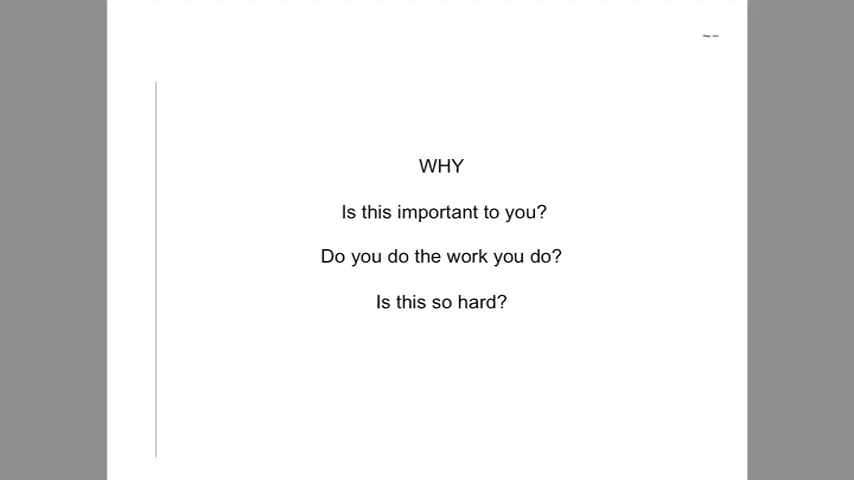 WHY
Is this important to you?
Do you do the work you do?
Is this so hard?